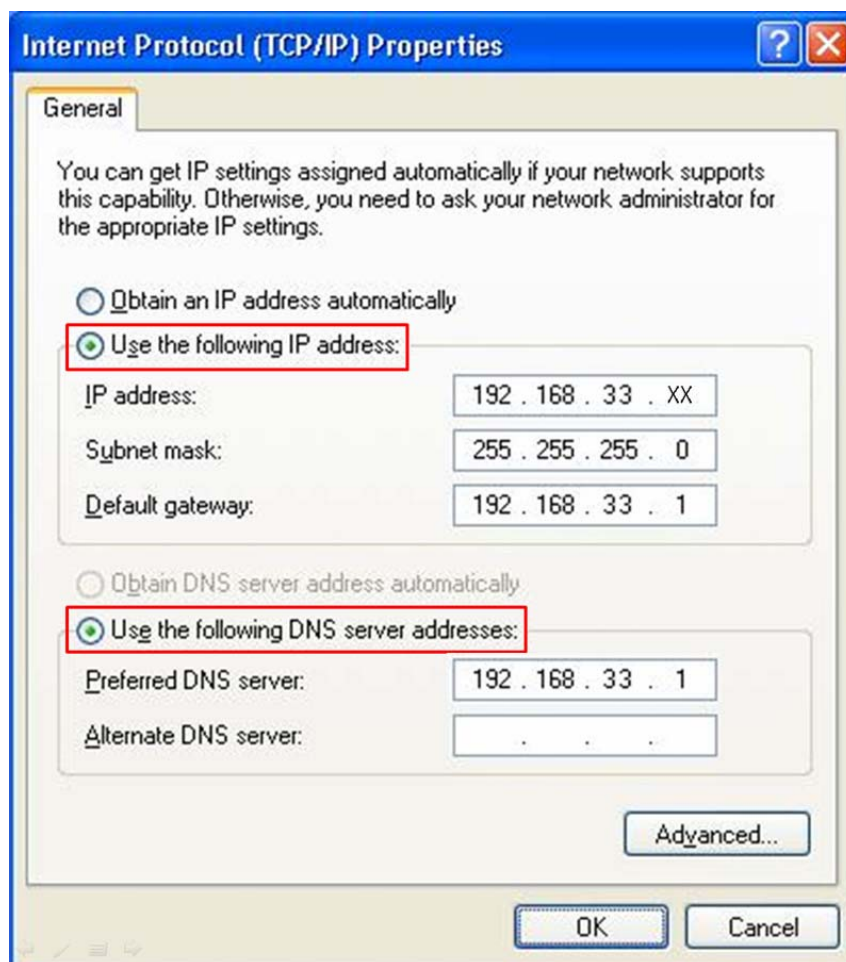 Internet Protocol (TCP/IP) Properties
General
You can get IP settings assigned automatically if your network supports
this capability. Otherwise, you need to ask your network administrator for
the appropriate IP settings.
Obtain an IP address automatically
Use the following IP address:
IP address: 192 . 168 . 33 . XX
Subnet mask: 255 . 255 . 255 . 0
Default gateway: 192 . 168 . 33 . 1
Obtain DNS server address automatically
Use the following DNS server addresses:
Preferred DNS server: 192 . 168 . 33 . 1
Alternate DNS server: . . .
Advanced...
OK Cancel